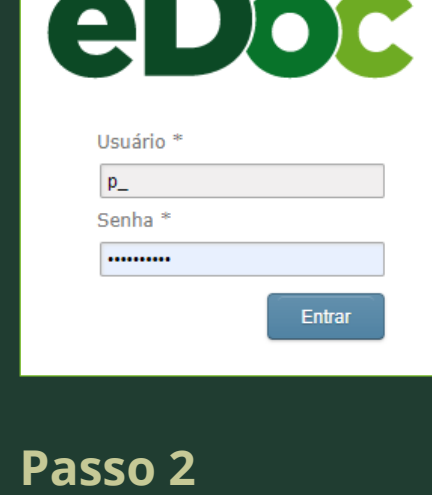 eDoc
Usuário *
p_
Senha *
••••••••••
Entrar
Passo 2